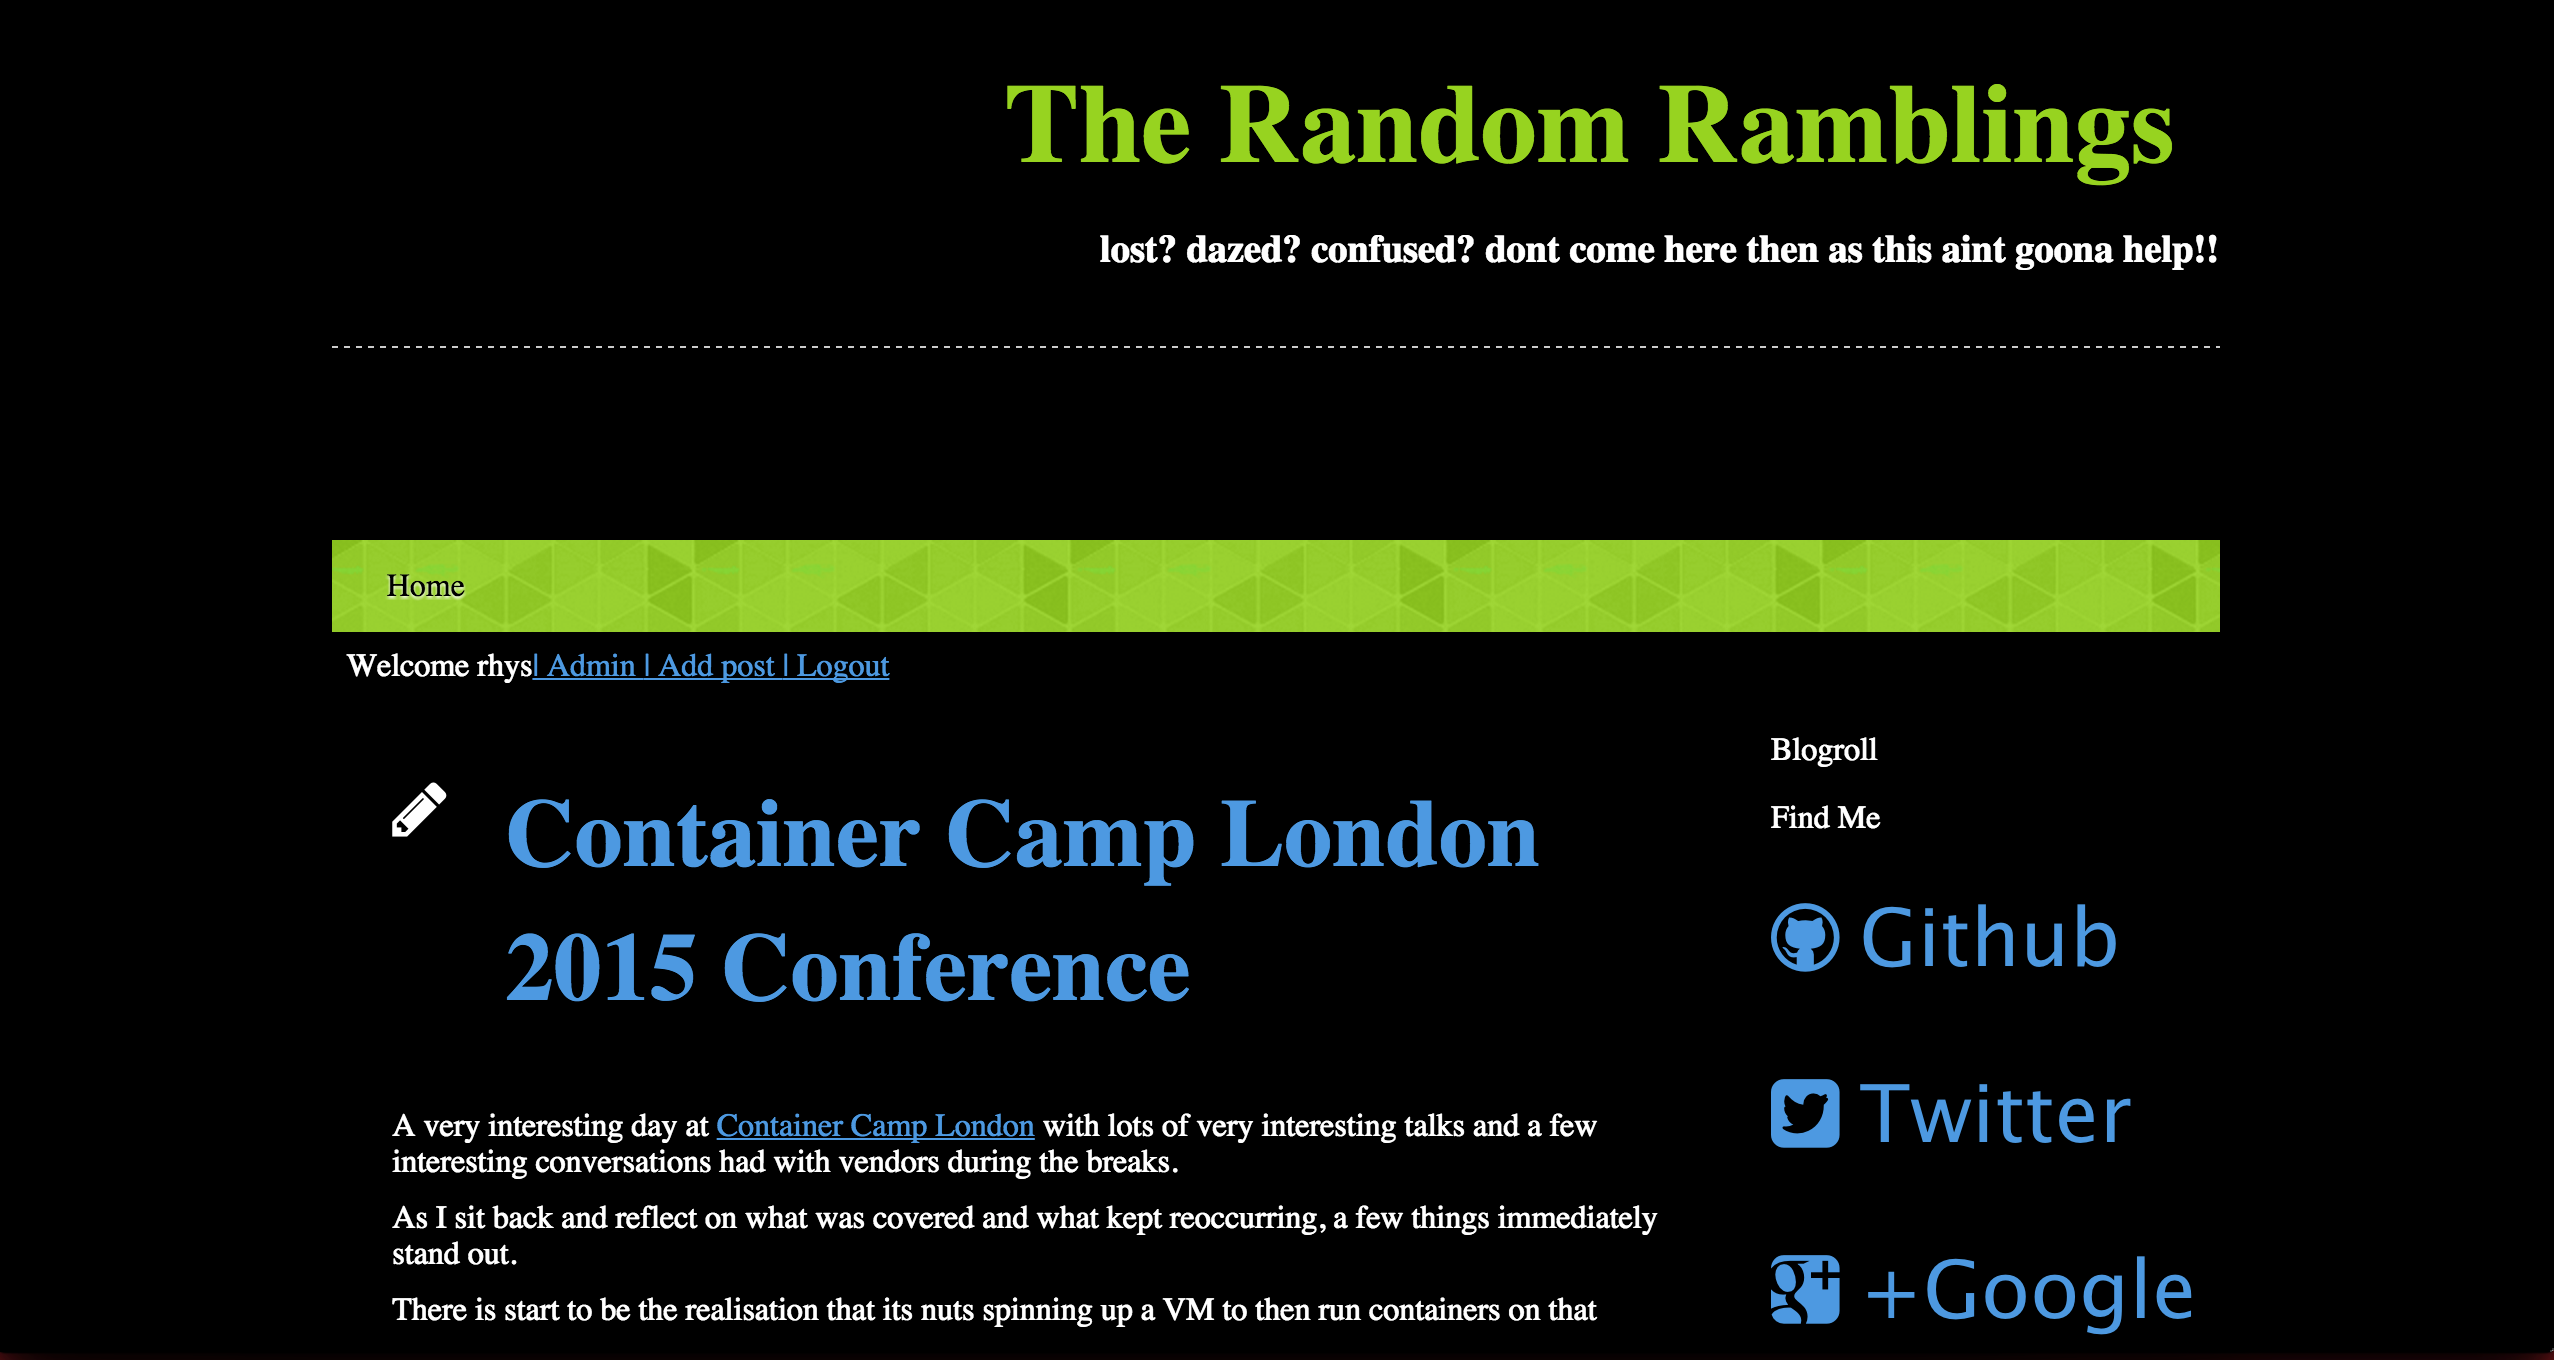 The Random Ramblings
lost? dazed? confused? dont come here then as this aint goona help!!
Home
Welcome rhys| Admin | Add post | Logout
Container Camp London
2015 Conference
A very interesting day at Container Camp London with lots of very interesting talks and a few
interesting conversations had with vendors during the breaks.
As I sit back and reflect on what was covered and what kept reoccurring, a few things immediately
stand out.
There is start to be the realisation that its nuts spinning up a VM to then run containers on that
Blogroll
Find Me
Github
Twitter
+Google